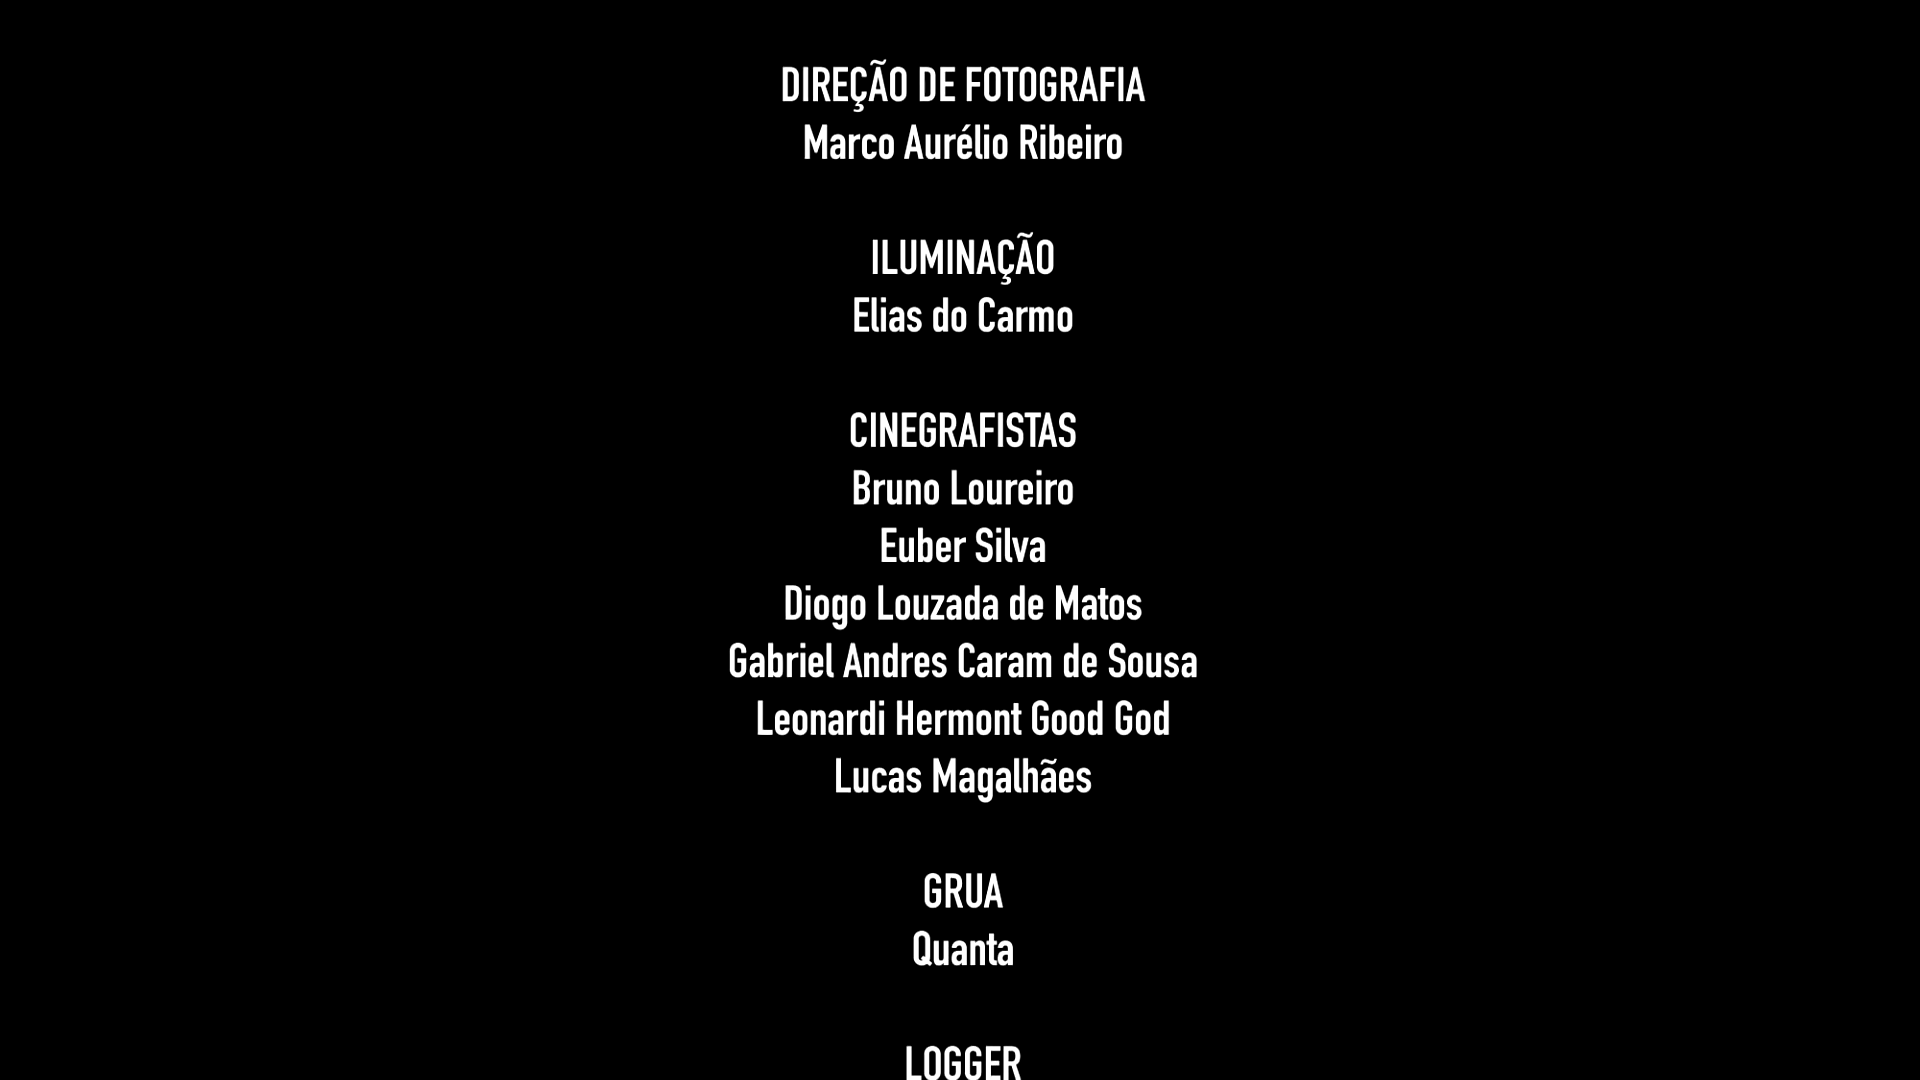 DIREÇÃO DE FOTOGRAFIA
Marco Aurélio Ribeiro
ILUMINAÇÃO
Elias do Carmo
CINEGRAFISTAS
Bruno Loureiro
Euber Silva
Diogo Louzada de Matos
Gabriel Andres Caram de Sousa
Leonardi Hermont Good God
Lucas Magalhães
GRUA
Quanta
LOGGER